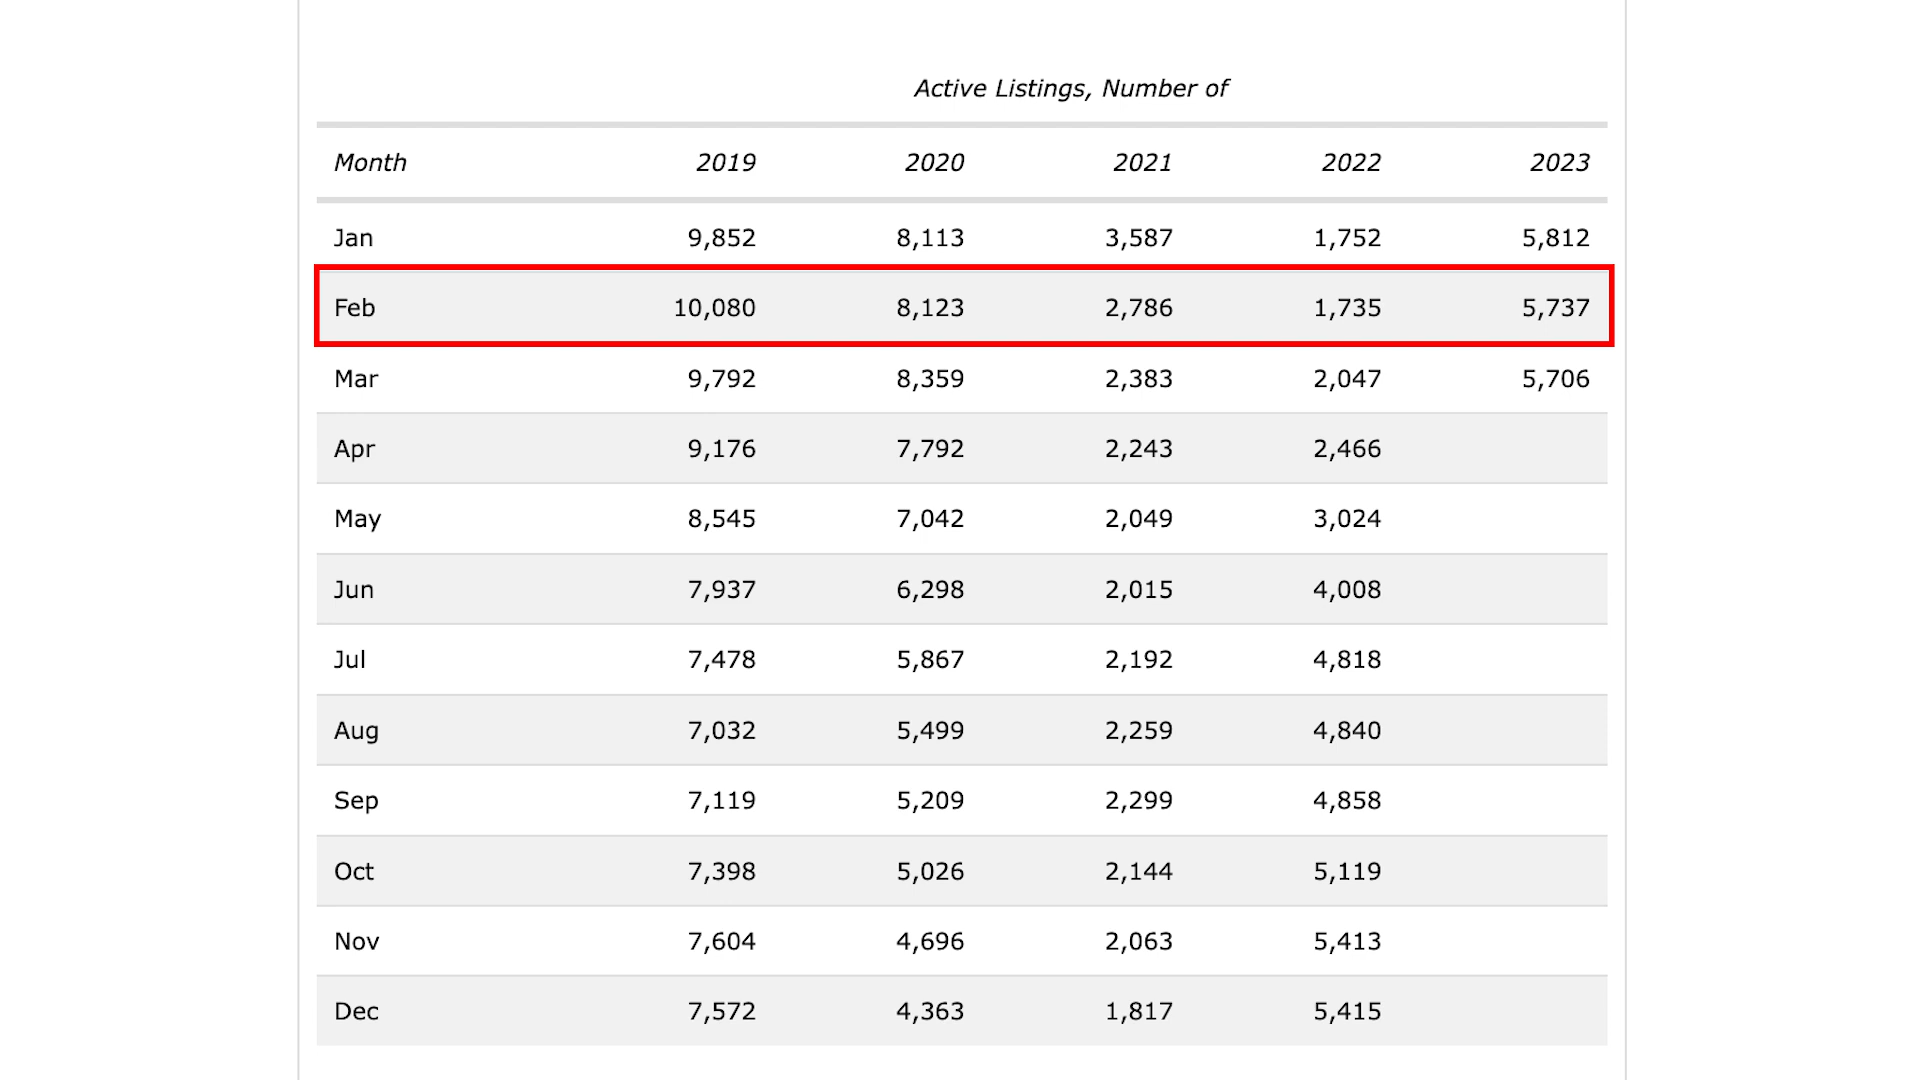 Active Listings, Number of
Month 2019 2020 2021 2022 2023
Jan 9,852 8,113 3,587 1,752 5,812
Feb 10,080 8,123 2,786 1,735 5,737
Mar 9,792 8,359 2,383 2,047 5,706
Apr 9,176 7,792 2,243 2,466
May 8,545 7,042 2,049 3,024
Jun 7,937 6,298 2,015 4,008
Jul 7,478 5,867 2,192 4,818
Aug 7,032 5,499 2,259 4,840
Sep 7,119 5,209 2,299 4,858
Oct 7,398 5,026 2,144 5,119
Nov 7,604 4,696 2,063 5,413
Dec 7,572 4,363 1,817 5,415